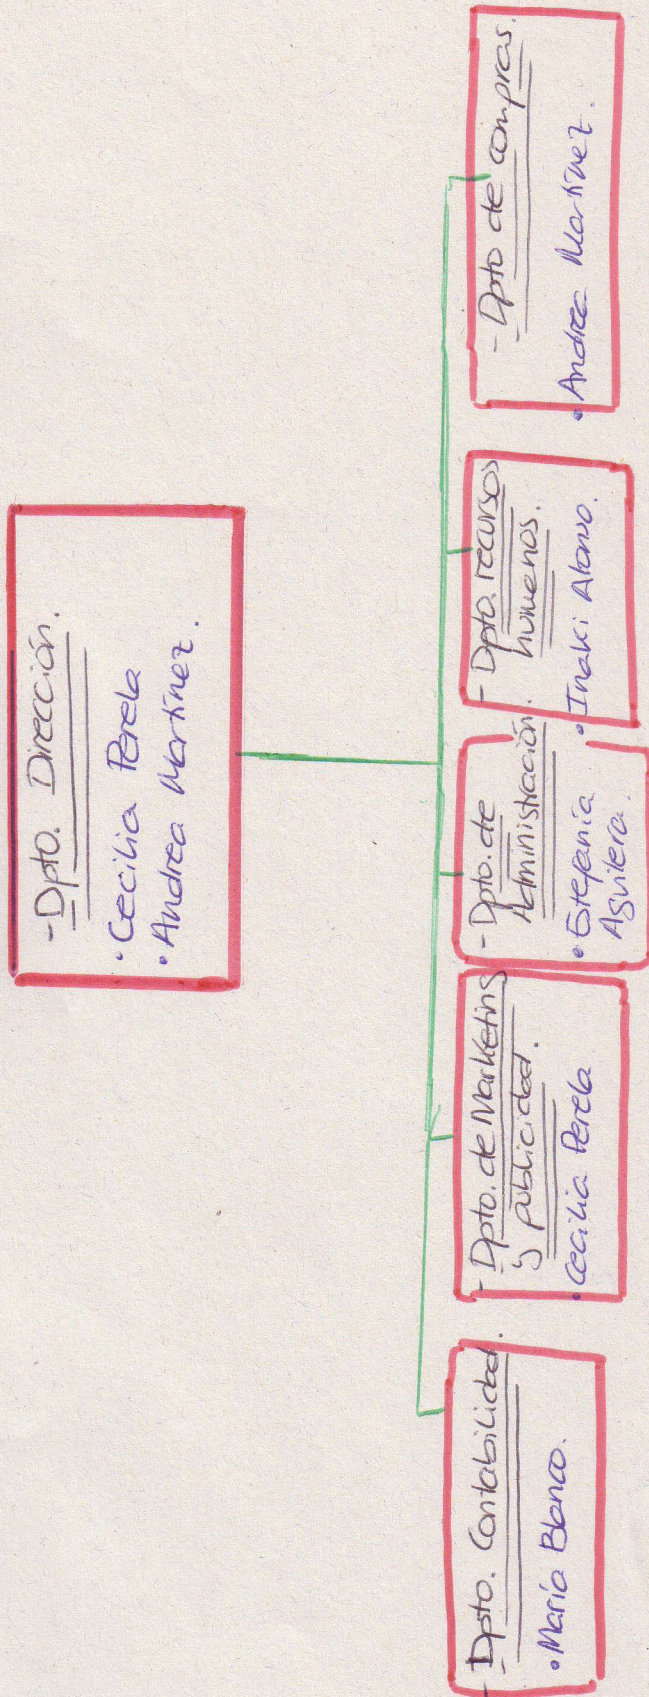 -Dpto. Dirección.
· Cecilia Perela
· Andrea Martínez.
-Dpto. Contabilidad.
· María Blanco.
- Dpto. de Marketing
y publicidad.
· Cecilia Perela
- Dpto. de
Administración.
· Estefanía
Aguilera.
- Dpto. recursos
humanos.
· Iñaki Alonso.
- Dpto de compras.
· Andrea Martínez.